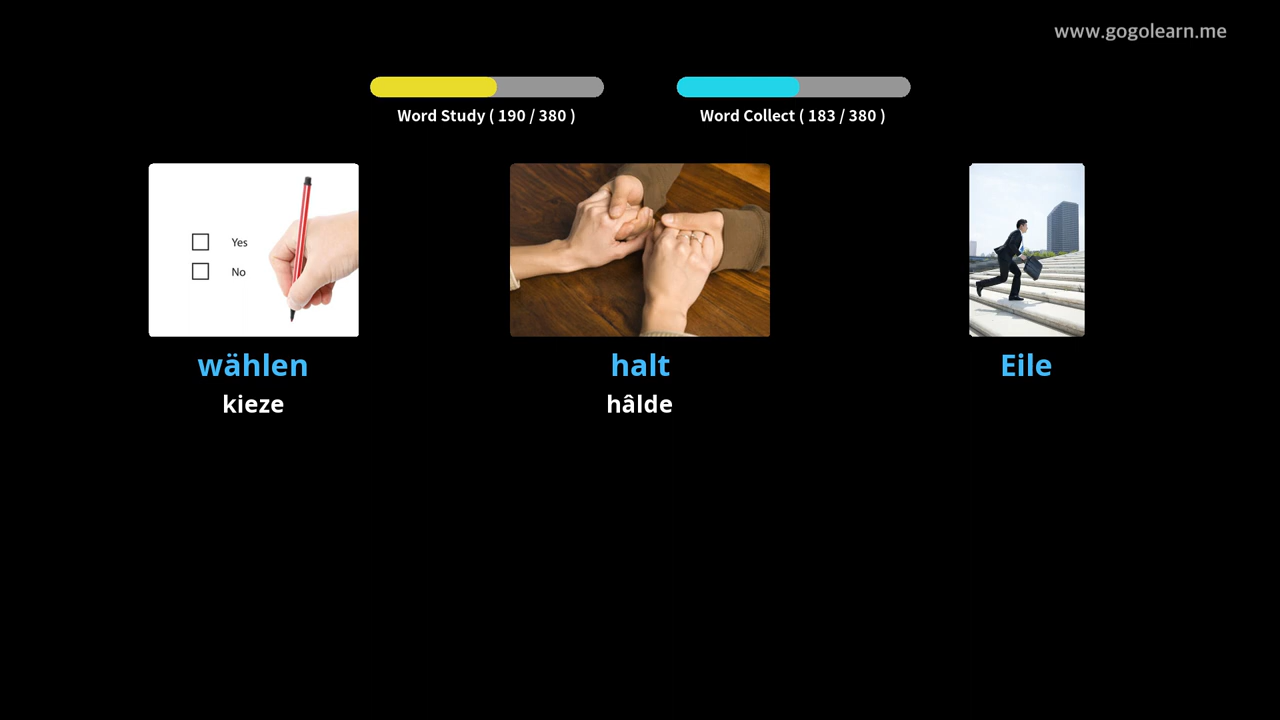 www.gogolearn.me
Word Study ( 190 / 380 )
Word Collect ( 183 / 380 )
Yes
No
wählen
halt
Eile
kieze
hâlde